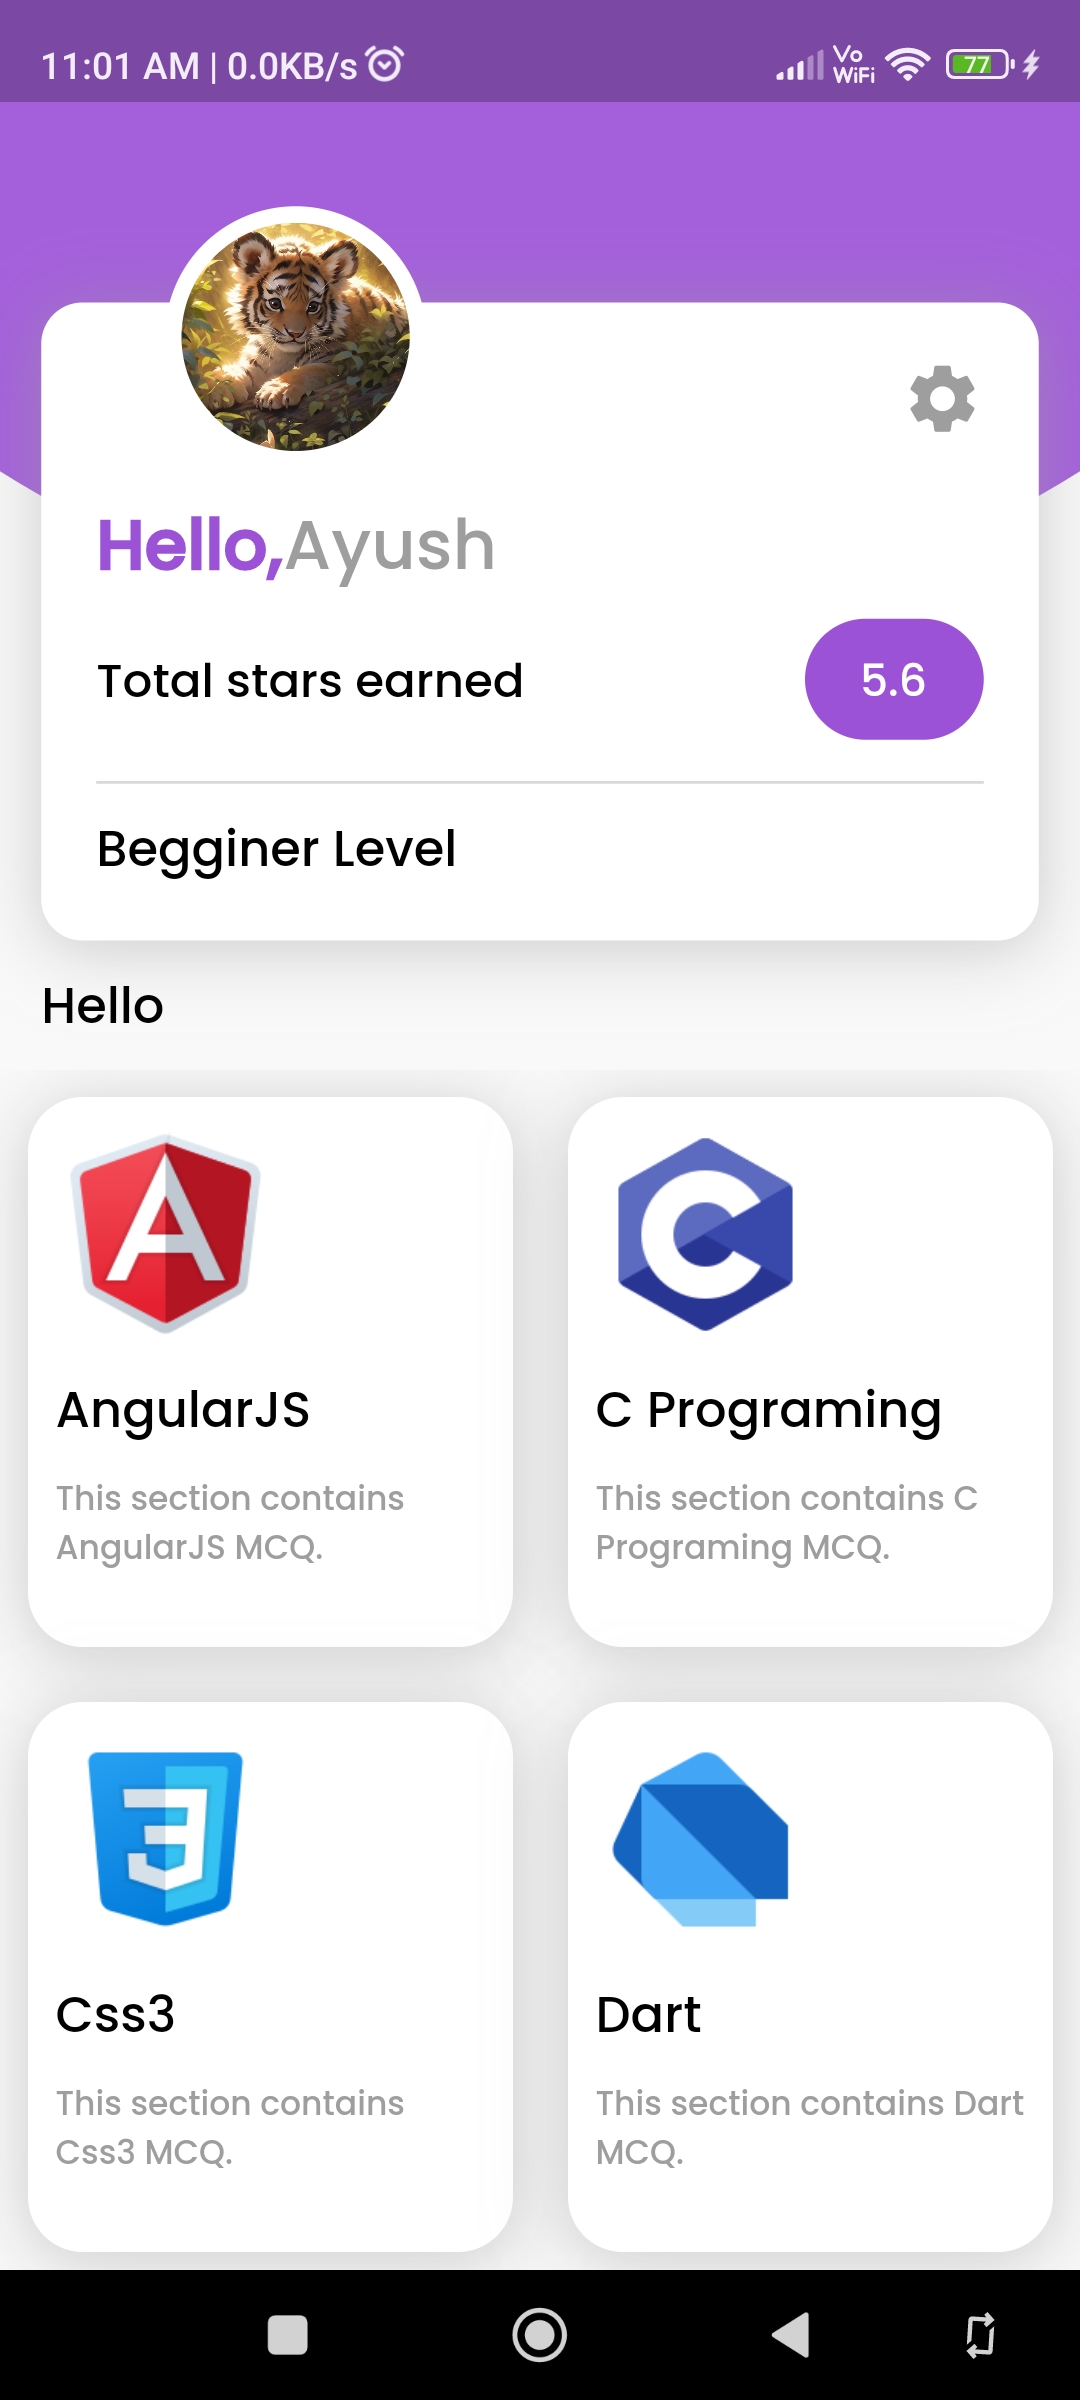 11:01 AM | 0.0KB/s
Vo
WiFi
77
Hello,Ayush
Total stars earned
5.6
Begginer Level
Hello
AngularJS
This section contains
AngularJS MCQ.
C Programing
This section contains C
Programing MCQ.
Css3
This section contains
Css3 MCQ.
Dart
This section contains Dart
MCQ.